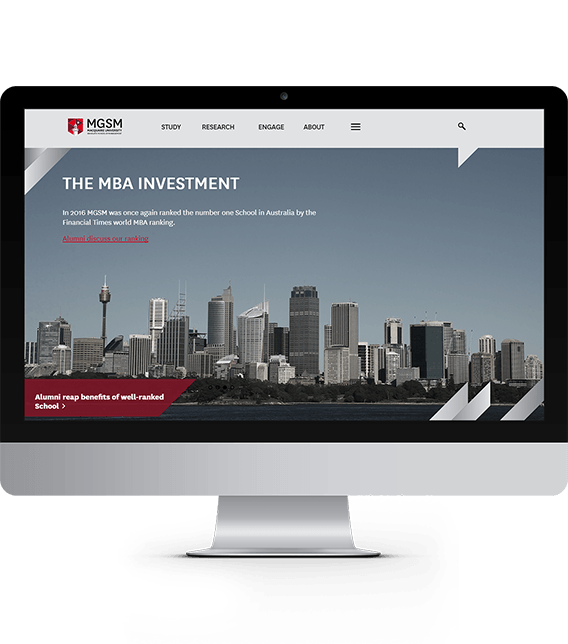 MGSM
MACQUARIE UNIVERSITY
STUDY RESEARCH ENGAGE ABOUT
THE MBA INVESTMENT
In 2016 MGSM was once again ranked the number one School in Australia by the
Financial Times world MBA ranking.
Alumni discuss our ranking
Alumni reap benefits of well-ranked
School >